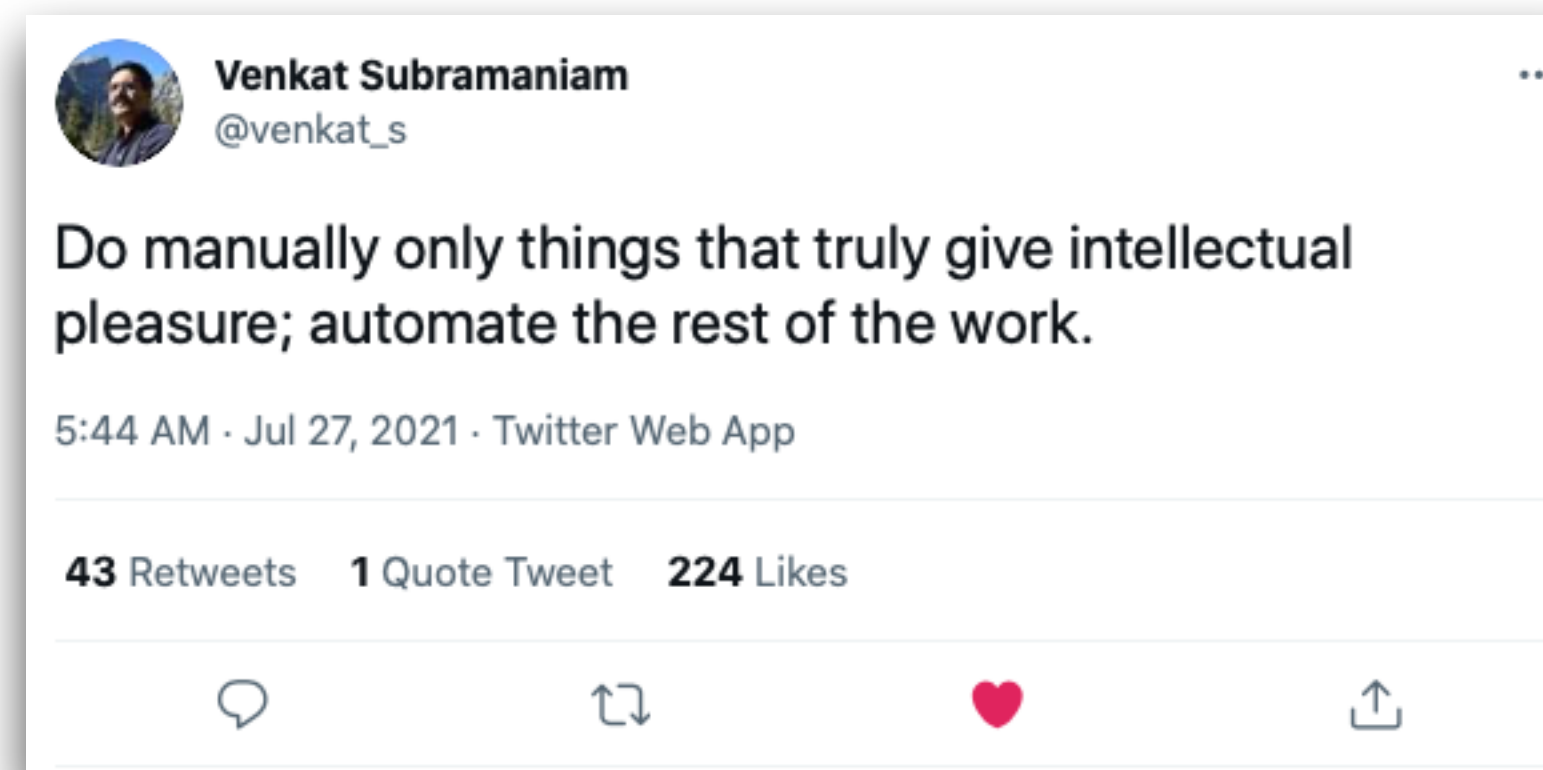 Venkat Subramaniam
@venkat_s
Do manually only things that truly give intellectual
pleasure; automate the rest of the work.
5:44 AM · Jul 27, 2021 · Twitter Web App
43 Retweets 1 Quote Tweet 224 Likes